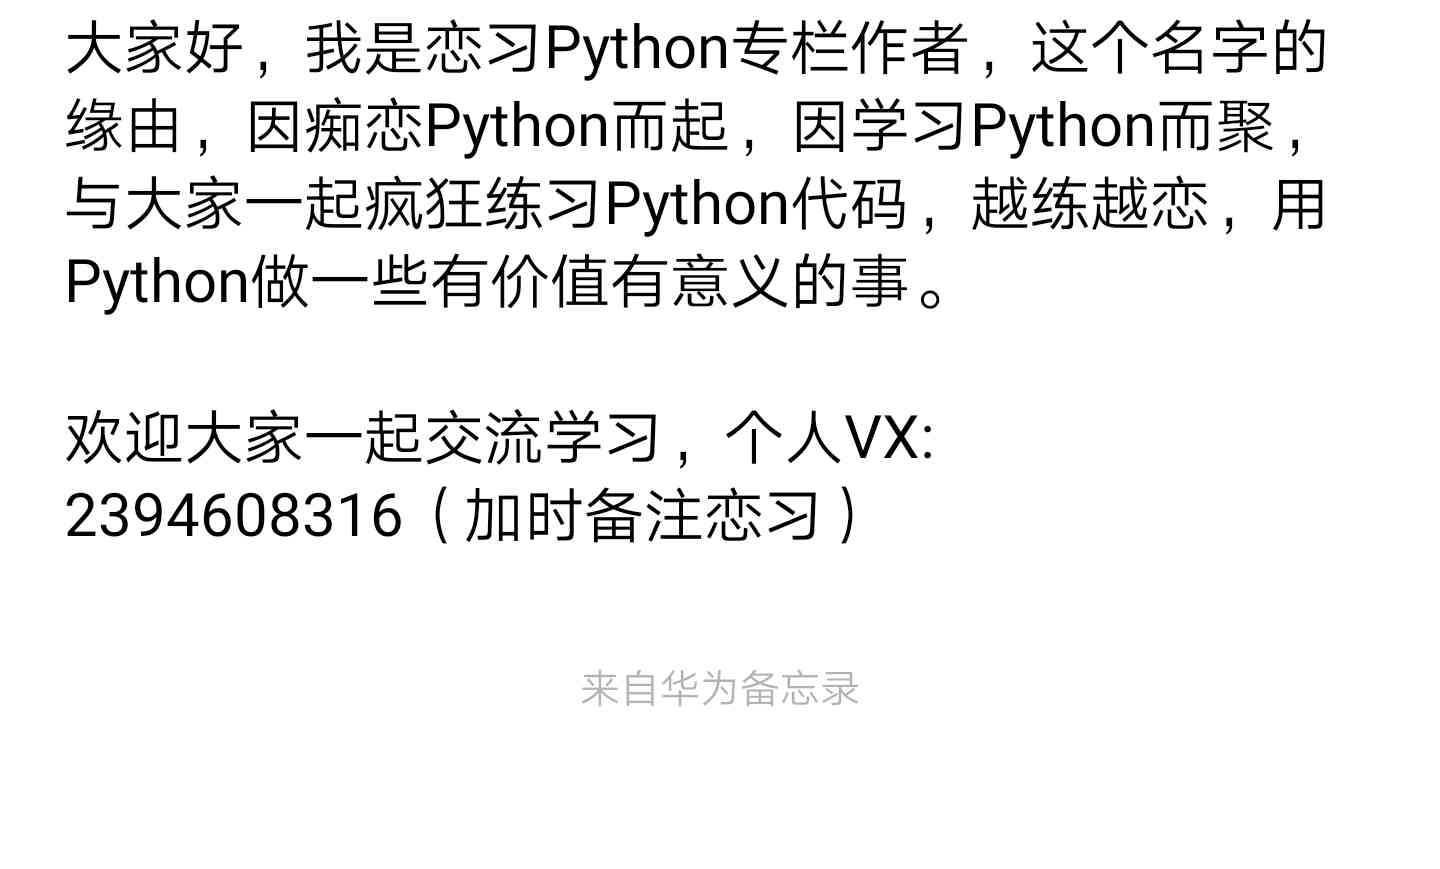 大家好，我是恋习Python专栏作者，这个名字的
缘由，因痴恋Python而起，因学习Python而聚，
与大家一起疯狂练习Python代码，越练越恋，用
Python做一些有价值有意义的事。
欢迎大家一起交流学习，个人VX:
2394608316（加时备注恋习）
来自华为备忘录